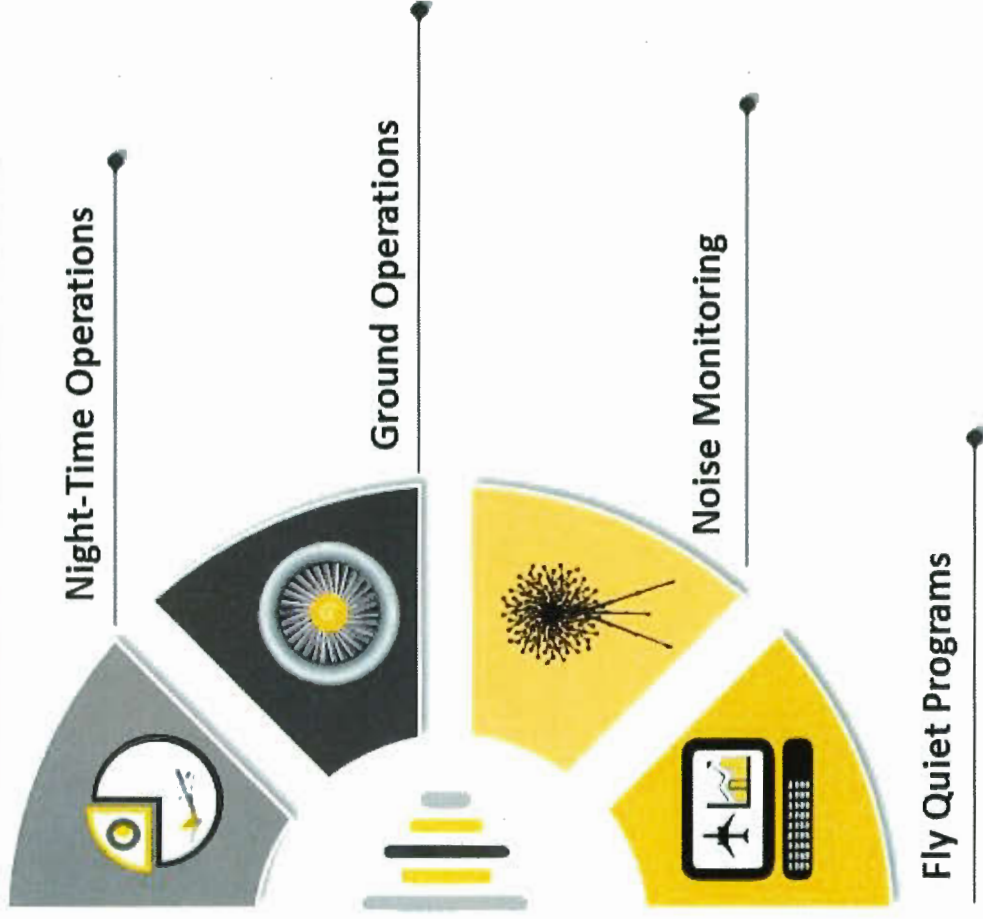 Night-Time Operations
Ground Operations
Noise Monitoring
Fly Quiet Programs